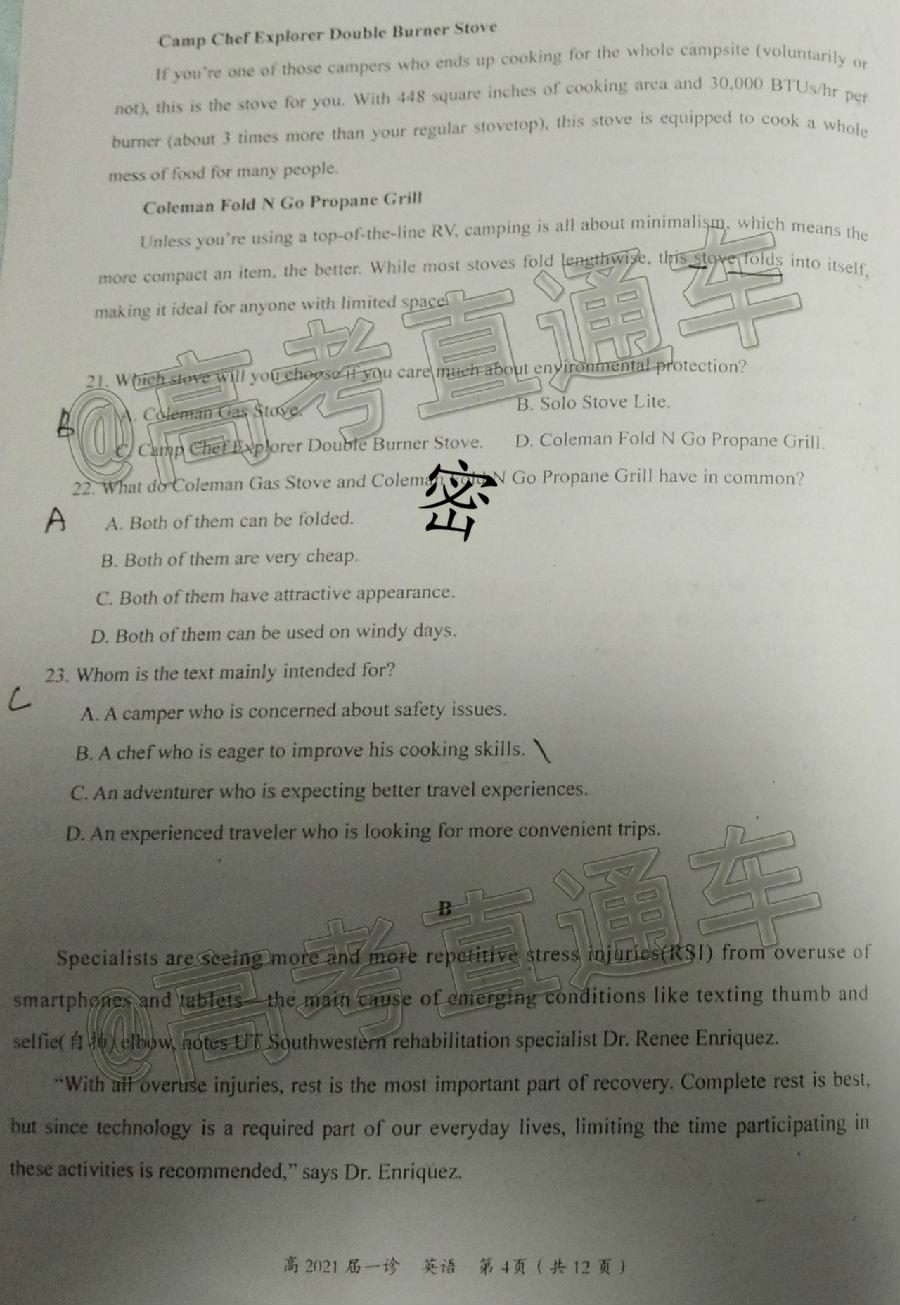 Camp Chef Explorer Double Burner Stove
If you're one of those campers who ends up cooking for the whole campsite (voluntarily or
not), this is the stove for you. With 448 square inches of cooking area and 30,000 BTUs/hr per
burner (about 3 times more than your regular stovetop), this stove is equipped to cook a whole
mess of food for many people.
Coleman Fold N Go Propane Grill
Unless you're using a top-of-the-line RV, camping is all about minimalism, which means the
more compact an item, the better. While most stoves fold lengthwise, this stove folds into itself,
making it ideal for anyone with limited space.
21. Which stove will you choose if you care much about environmental protection?
B
A. Coleman Gas Stove.
B. Solo Stove Lite.
C. Camp Chef Explorer Double Burner Stove.
D. Coleman Fold N Go Propane Grill.
22. What do Coleman Gas Stove and Coleman Fold N Go Propane Grill have in common?
密
A
A. Both of them can be folded.
B. Both of them are very cheap.
C. Both of them have attractive appearance.
D. Both of them can be used on windy days.
23. Whom is the text mainly intended for?
C
A. A camper who is concerned about safety issues.
B. A chef who is eager to improve his cooking skills.
C. An adventurer who is expecting better travel experiences.
D. An experienced traveler who is looking for more convenient trips.
@高考直通车
B
Specialists are seeing more and more repetitive stress injuries(RSI) from overuse of
smartphones and tablets—the main cause of emerging conditions like texting thumb and
selfie(自拍) elbow, notes UT Southwestern rehabilitation specialist Dr. Renee Enriquez.
@高考直通车
"With all overuse injuries, rest is the most important part of recovery. Complete rest is best,
but since technology is a required part of our everyday lives, limiting the time participating in
these activities is recommended," says Dr. Enriquez.
高 2021 届一诊 英语 第 4页 ( 共 12 页 )